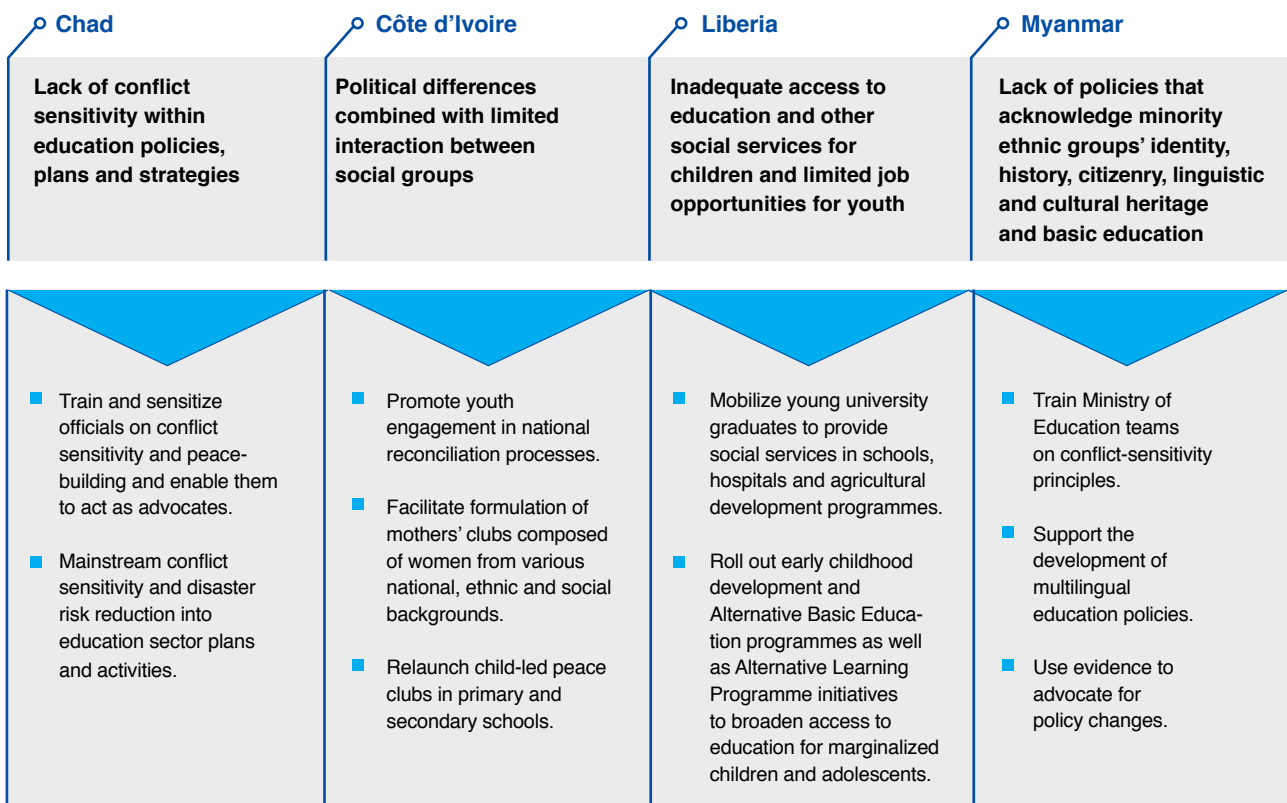 Chad
Lack of conflict
sensitivity within
education policies,
plans and strategies
Train and sensitize
officials on conflict
sensitivity and peace-
building and enable them
to act as advocates.
Mainstream conflict
sensitivity and disaster
risk reduction into
education sector plans
and activities.
Côte d’Ivoire
Political differences
combined with limited
interaction between
social groups
Promote youth
engagement in national
reconciliation processes.
Facilitate formulation of
mothers’ clubs composed
of women from various
national, ethnic and social
backgrounds.
Relaunch child-led peace
clubs in primary and
secondary schools.
Liberia
Inadequate access to
education and other
social services for
children and limited job
opportunities for youth
Mobilize young university
graduates to provide
social services in schools,
hospitals and agricultural
development programmes.
Roll out early childhood
development and
Alternative Basic Educa-
tion programmes as well
as Alternative Learning
Programme initiatives
to broaden access to
education for marginalized
children and adolescents.
Myanmar
Lack of policies that
acknowledge minority
ethnic groups’ identity,
history, citizenry, linguistic
and cultural heritage
and basic education
Train Ministry of
Education teams
on conflict-sensitivity
principles.
Support the
development of
multilingual
education policies.
Use evidence to
advocate for
policy changes.